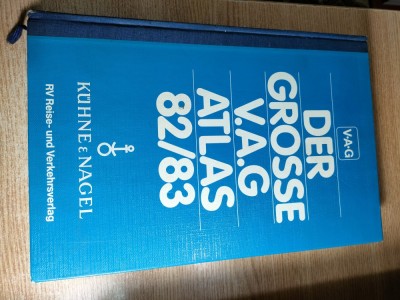 V·A·G
DER
GROSSE
V.A.G
ATLAS
82/83
KÜHNE & NAGEL
RV Reise- und Verkehrsverlag